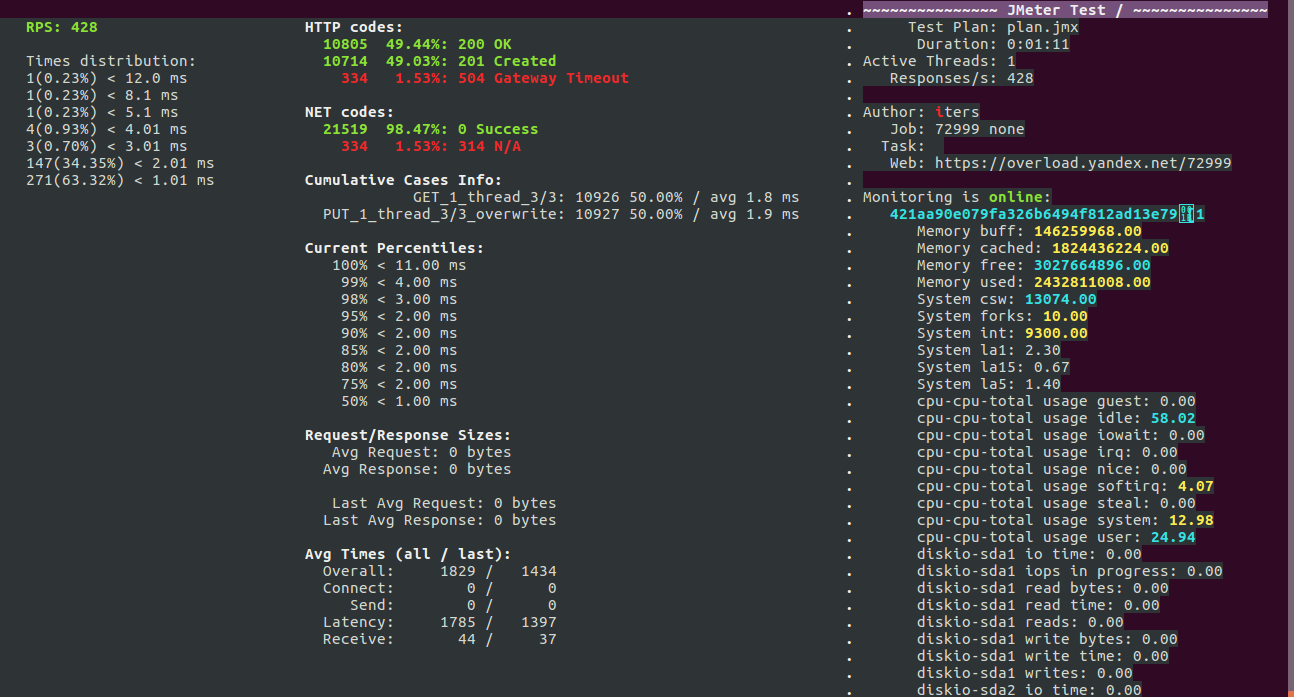 RPS: 428
Times distribution:
1(0.23%) < 12.0 ms
1(0.23%) < 8.1 ms
1(0.23%) < 5.1 ms
4(0.93%) < 4.01 ms
3(0.70%) < 3.01 ms
147(34.35%) < 2.01 ms
271(63.32%) < 1.01 ms
HTTP codes:
10805 49.44%: 200 OK
10714 49.03%: 201 Created
334 1.53%: 504 Gateway Timeout
NET codes:
21519 98.47%: 0 Success
334 1.53%: 314 N/A
Cumulative Cases Info:
GET_1_thread_3/3: 10926 50.00% / avg 1.8 ms
PUT_1_thread_3/3_overwrite: 10927 50.00% / avg 1.9 ms
Current Percentiles:
100% < 11.00 ms
99% < 4.00 ms
98% < 3.00 ms
95% < 2.00 ms
90% < 2.00 ms
85% < 2.00 ms
80% < 2.00 ms
75% < 2.00 ms
50% < 1.00 ms
Request/Response Sizes:
Avg Request: 0 bytes
Avg Response: 0 bytes
Last Avg Request: 0 bytes
Last Avg Response: 0 bytes
Avg Times (all / last):
Overall: 1829 / 1434
Connect: 0 / 0
Send: 0 / 0
Latency: 1785 / 1397
Receive: 44 / 37
~~~~~~~~~~~~~~~ JMeter Test / ~~~~~~~~~~~~~~~
Test Plan: plan.jmx
Duration: 0:01:11
Active Threads: 1
Responses/s: 428
Author: iters
Job: 72999 none
Task:
Web: https://overload.yandex.net/72999
Monitoring is online:
Memory buff: 146259968.00
Memory cached: 1824436224.00
Memory free: 3027664896.00
Memory used: 2432811008.00
System csw: 13074.00
System forks: 10.00
System int: 9300.00
System la1: 2.30
System la15: 0.67
System la5: 1.40
cpu-cpu-total usage guest: 0.00
cpu-cpu-total usage idle: 58.02
cpu-cpu-total usage iowait: 0.00
cpu-cpu-total usage irq: 0.00
cpu-cpu-total usage nice: 0.00
cpu-cpu-total usage softirq: 4.07
cpu-cpu-total usage steal: 0.00
cpu-cpu-total usage system: 12.98
cpu-cpu-total usage user: 24.94
diskio-sda1 io time: 0.00
diskio-sda1 iops in progress: 0.00
diskio-sda1 read bytes: 0.00
diskio-sda1 read time: 0.00
diskio-sda1 reads: 0.00
diskio-sda1 write bytes: 0.00
diskio-sda1 write time: 0.00
diskio-sda1 writes: 0.00
diskio-sda2 io time: 0.00